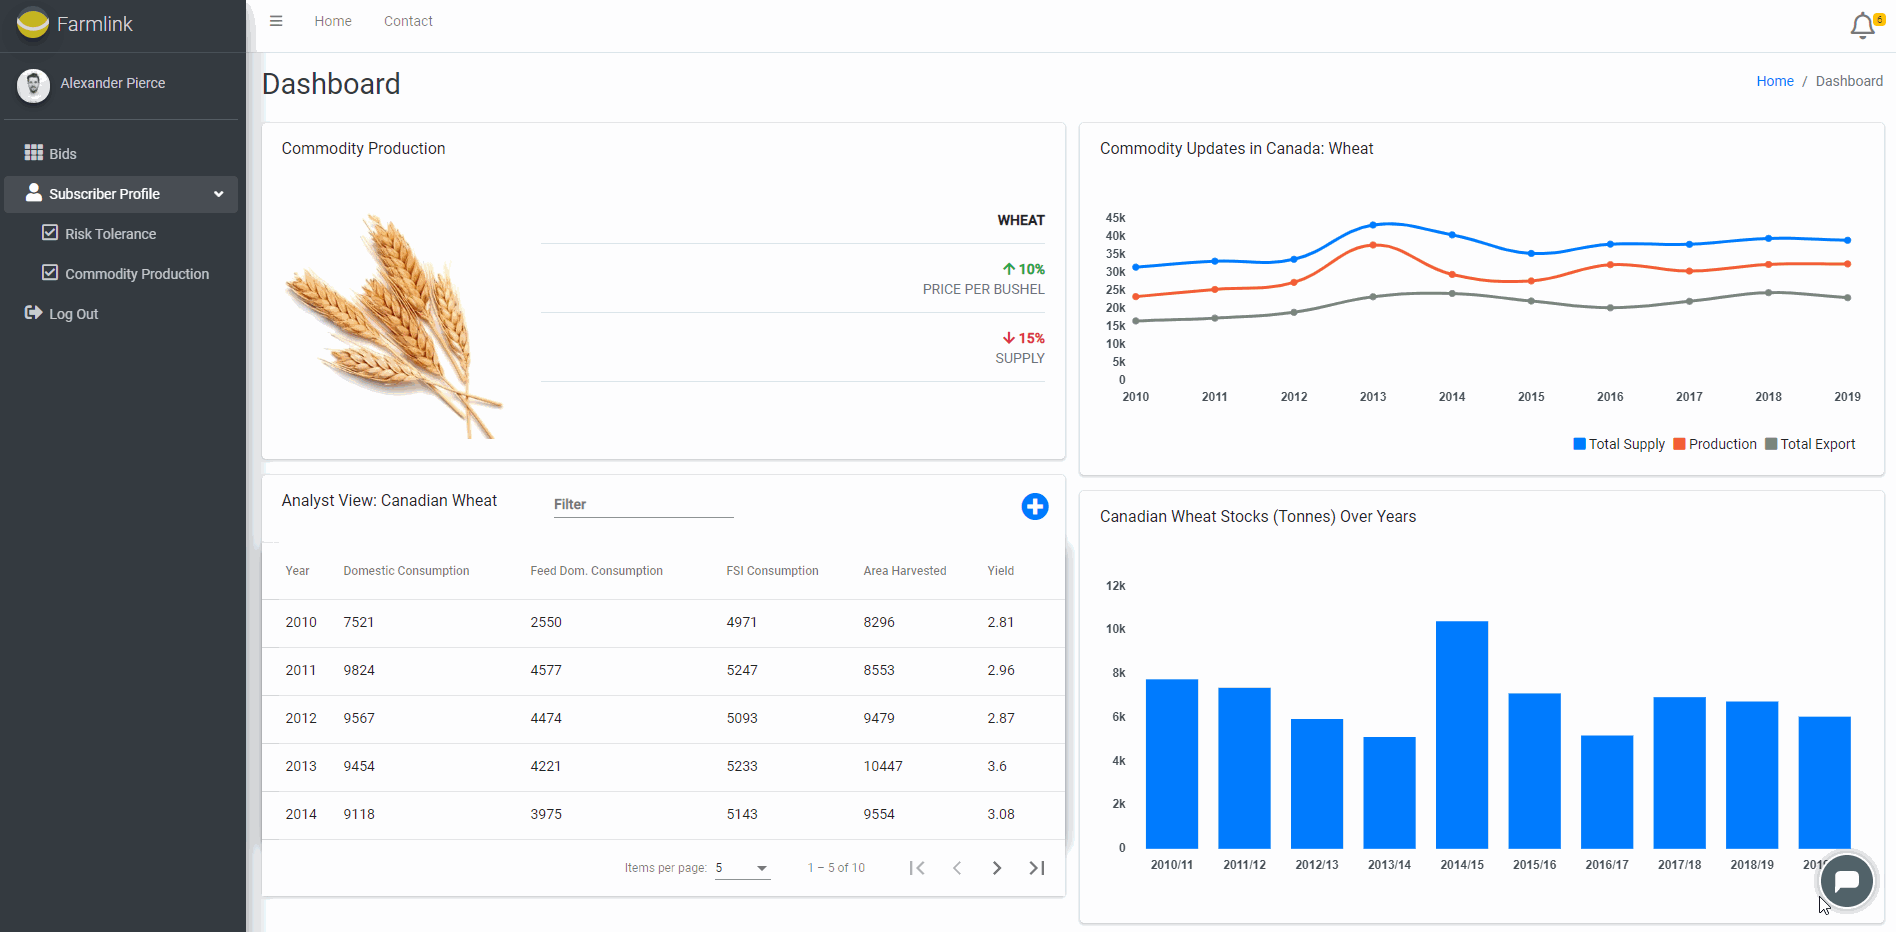 Farmlink
Home
Contact
6
Alexander Pierce
Bids
Subscriber Profile
Risk Tolerance
Commodity Production
Log Out
Dashboard
Home / Dashboard
Commodity Production
WHEAT
10%
PRICE PER BUSHEL
15%
SUPPLY
Commodity Updates in Canada: Wheat
45k
40k
35k
30k
25k
20k
15k
10k
5k
0
2010 2011 2012 2013 2014 2015 2016 2017 2018 2019
Total Supply Production Total Export
Analyst View: Canadian Wheat
Filter
Year Domestic Consumption Feed Dom. Consumption FSI Consumption Area Harvested Yield
2010 7521 2550 4971 8296 2.81
2011 9824 4577 5247 8553 2.96
2012 9567 4474 5093 9479 2.87
2013 9454 4221 5233 10447 3.6
2014 9118 3975 5143 9554 3.08
Items per page: 5 1 – 5 of 10
Canadian Wheat Stocks (Tonnes) Over Years
12k
10k
8k
6k
4k
2k
0
2010/11 2011/12 2012/13 2013/14 2014/15 2015/16 2016/17 2017/18 2018/19